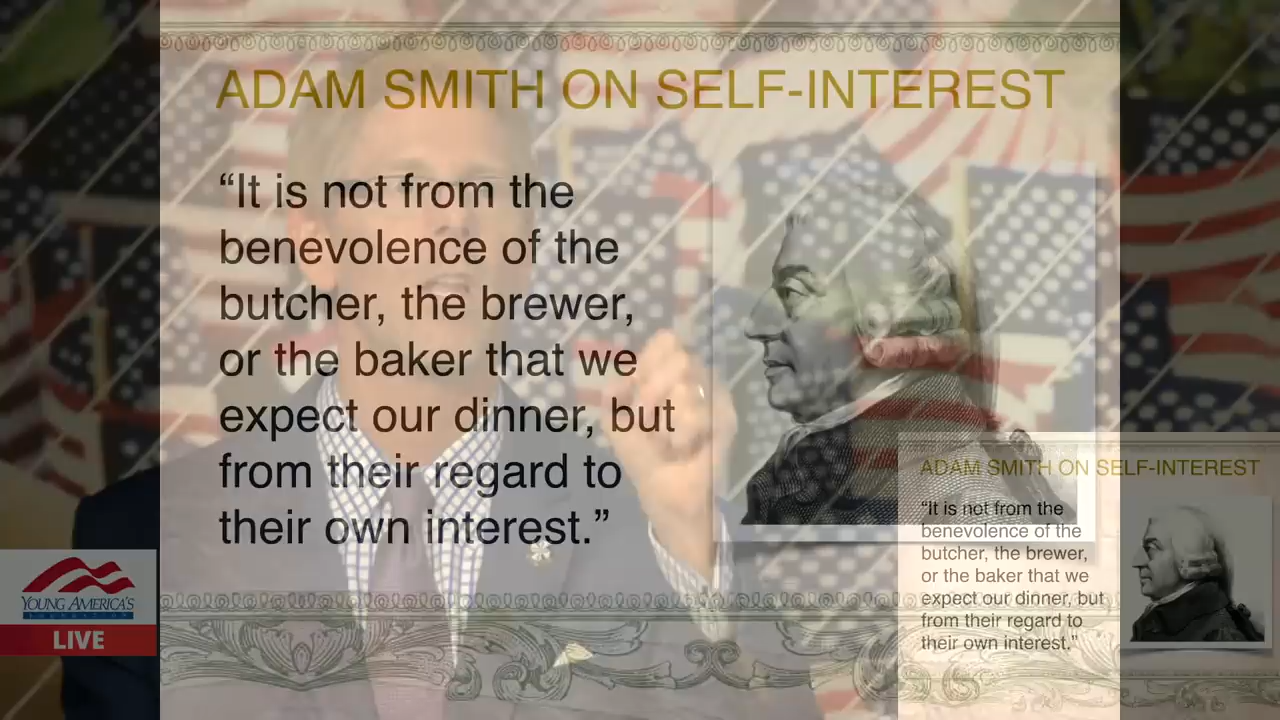 ADAM SMITH ON SELF-INTEREST
“It is not from the
benevolence of the
butcher, the brewer,
or the baker that we
expect our dinner, but
from their regard to
their own interest.”
ADAM SMITH ON SELF-INTEREST
“It is not from the
benevolence of the
butcher, the brewer,
or the baker that we
expect our dinner, but
from their regard to
their own interest.”
YOUNG AMERICA'S
FOUNDATION
LIVE